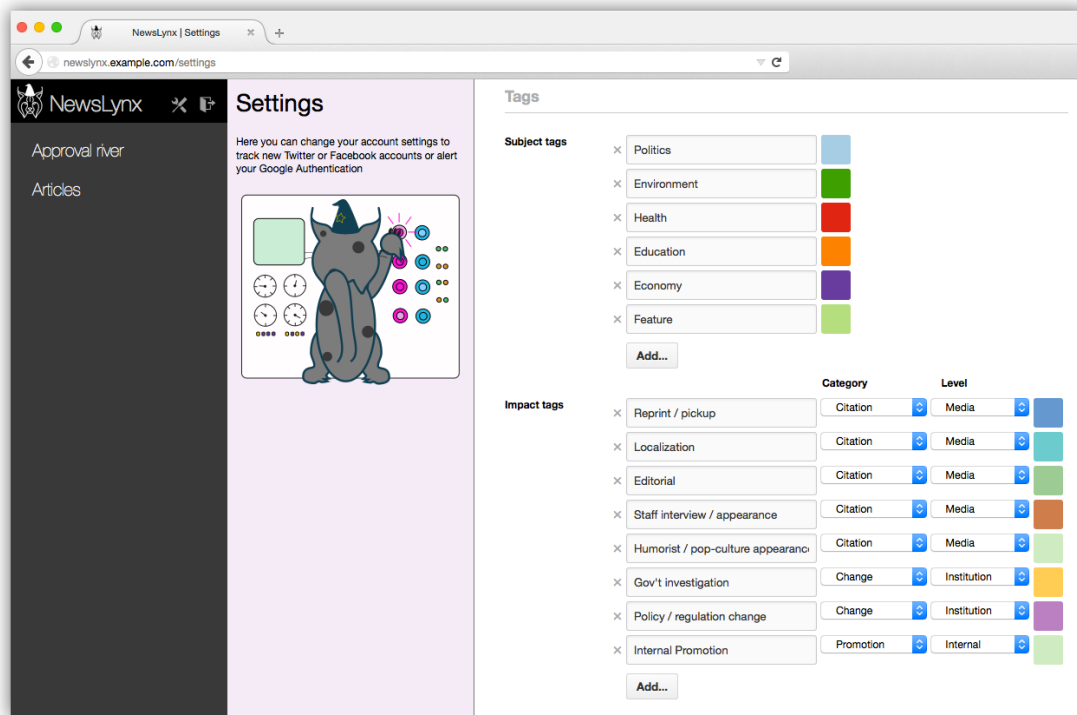 NewsLynx | Settings
newslynx.example.com/settings
NewsLynx
Approval river
Articles
Settings
Here you can change your account settings to
track new Twitter or Facebook accounts or alert
your Google Authentication
Tags
Subject tags
Politics
Environment
Health
Education
Economy
Feature
Add...
Category Level
Impact tags
Reprint / pickup Citation Media
Localization Citation Media
Editorial Citation Media
Staff interview / appearance Citation Media
Humorist / pop-culture appearanc Citation Media
Gov't investigation Change Institution
Policy / regulation change Change Institution
Internal Promotion Promotion Internal
Add...